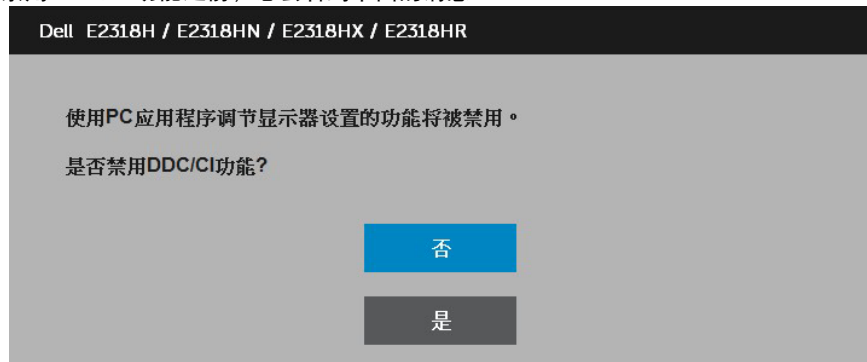 Dell E2318H / E2318HN / E2318HX / E2318HR
使用PC应用程序调节显示器设置的功能将被禁用。
是否禁用DDC/CI功能?
否
是